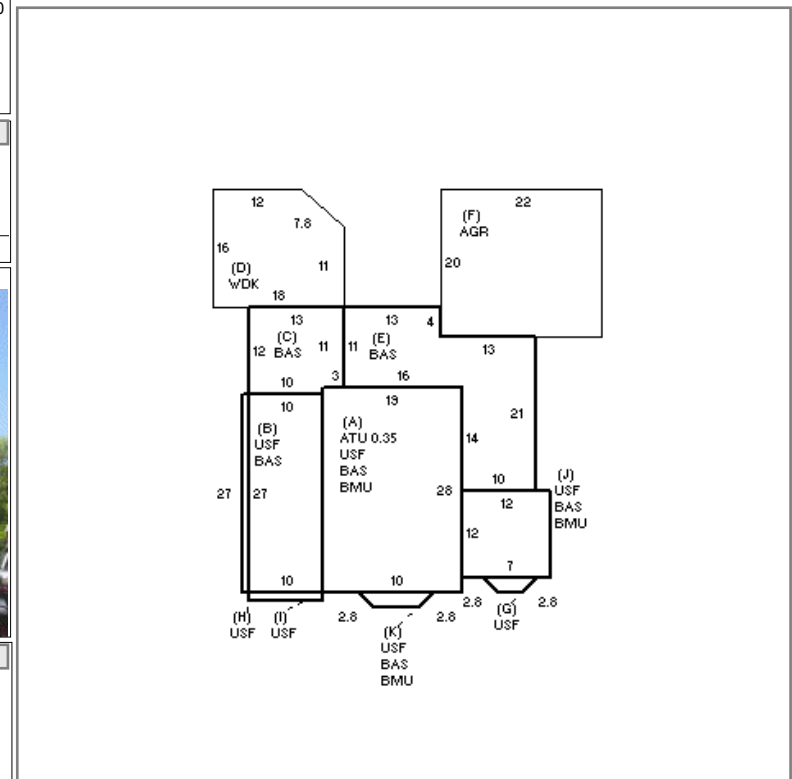 12
22
7.8
(F)
AGR
16
11
20
(D)
WDK
18
13
13
4
(C)
BAS
12
11
11
(E)
BAS
13
3
16
10
10
19
21
(A)
ATU 0.35
USF
BAS
BMU
(B)
USF
BAS
14
27
27
28
10
(J)
USF
BAS
BMU
12
12
7
10
10
2.8
2.8
(G)
USF
(H)
USF
(I)
USF
2.8
2.8
(K)
USF
BAS
BMU